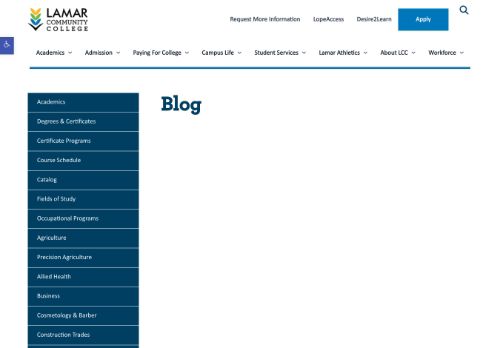 LAMAR
COMMUNITY
COLLEGE
Request More Information LopeAccess Desire2Learn Apply
Academics Admission Paying For College Campus Life Student Services Lamar Athletics About LCC Workforce
Blog
Academics
Degrees & Certificates
Certificate Programs
Course Schedule
Catalog
Fields of Study
Occupational Programs
Agriculture
Precision Agriculture
Allied Health
Business
Cosmetology & Barber
Construction Trades